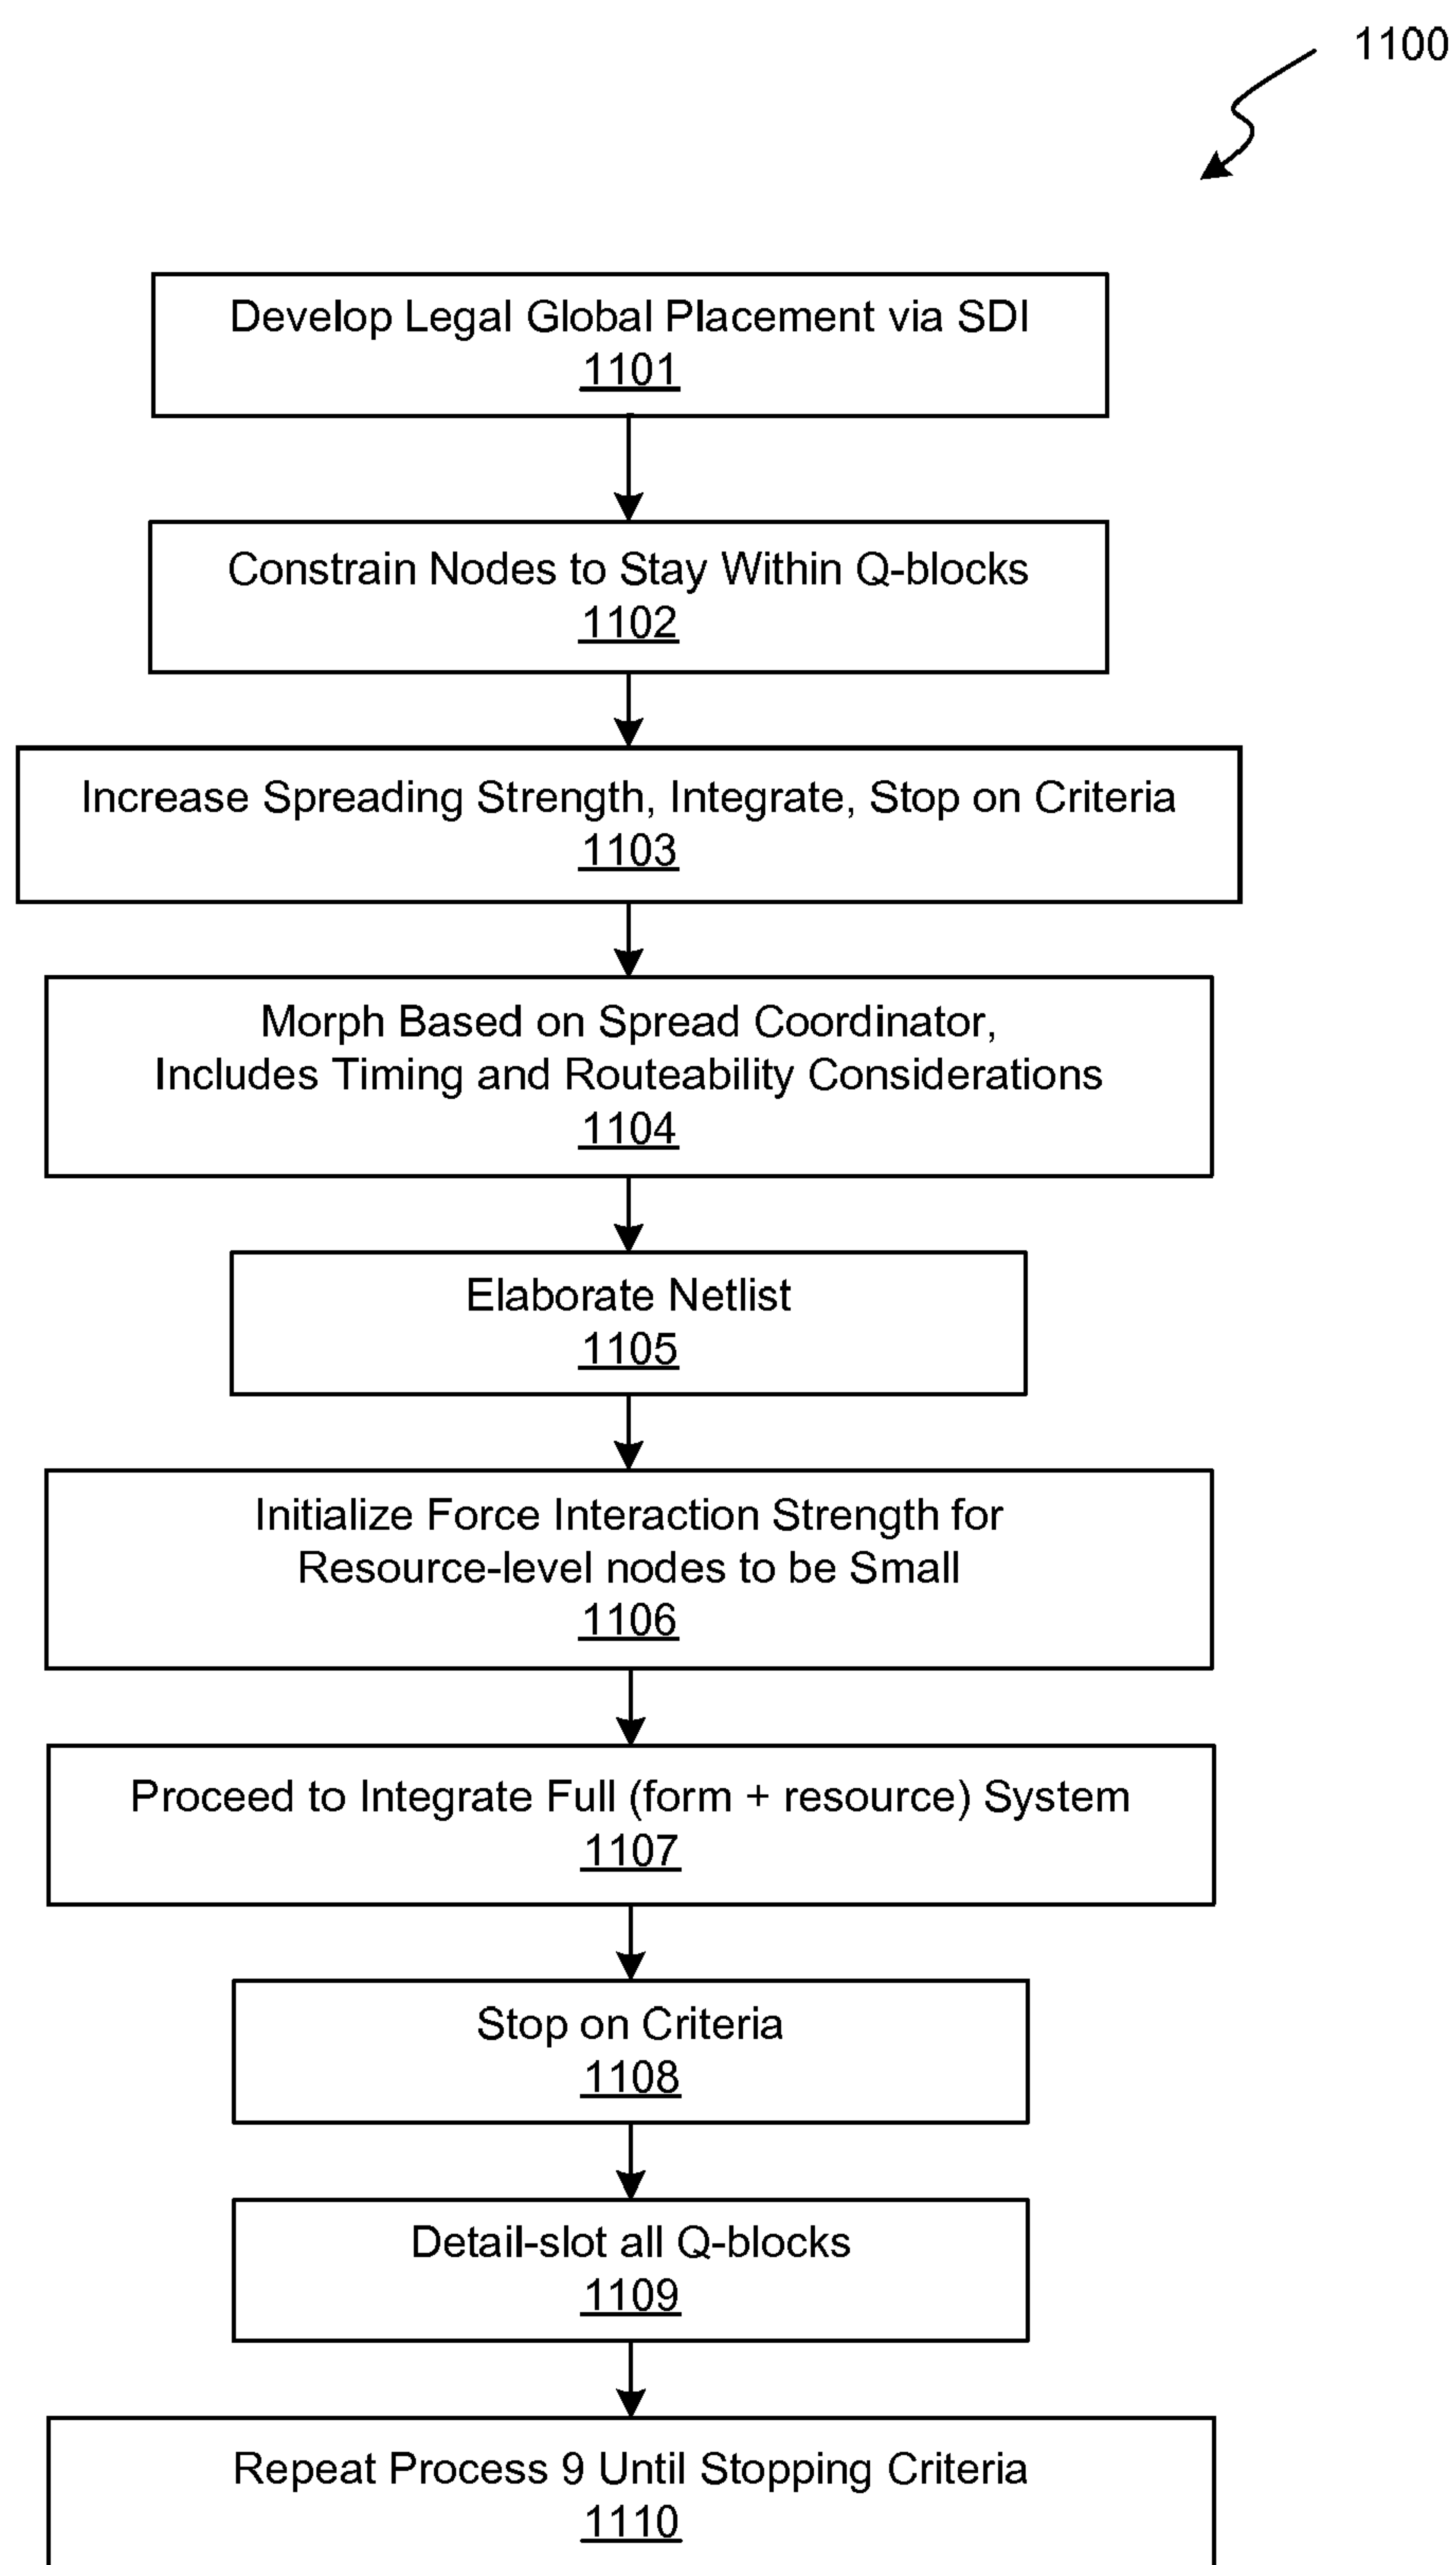 1100
Develop Legal Global Placement via SDI
1101
Constrain Nodes to Stay Within Q-blocks
1102
Increase Spreading Strength, Integrate, Stop on Criteria
1103
Morph Based on Spread Coordinator,
Includes Timing and Routeability Considerations
1104
Elaborate Netlist
1105
Initialize Force Interaction Strength for
Resource-level nodes to be Small
1106
Proceed to Integrate Full (form + resource) System
1107
Stop on Criteria
1108
Detail-slot all Q-blocks
1109
Repeat Process 9 Until Stopping Criteria
1110